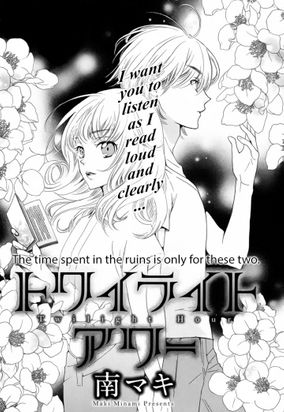 I want
you to
listen
as I
read
loud
and
clearly
...
The time spent in the ruins is only for these two.
トワイライト
Twilight Hour
アワー
南マキ
Maki Minami Presents